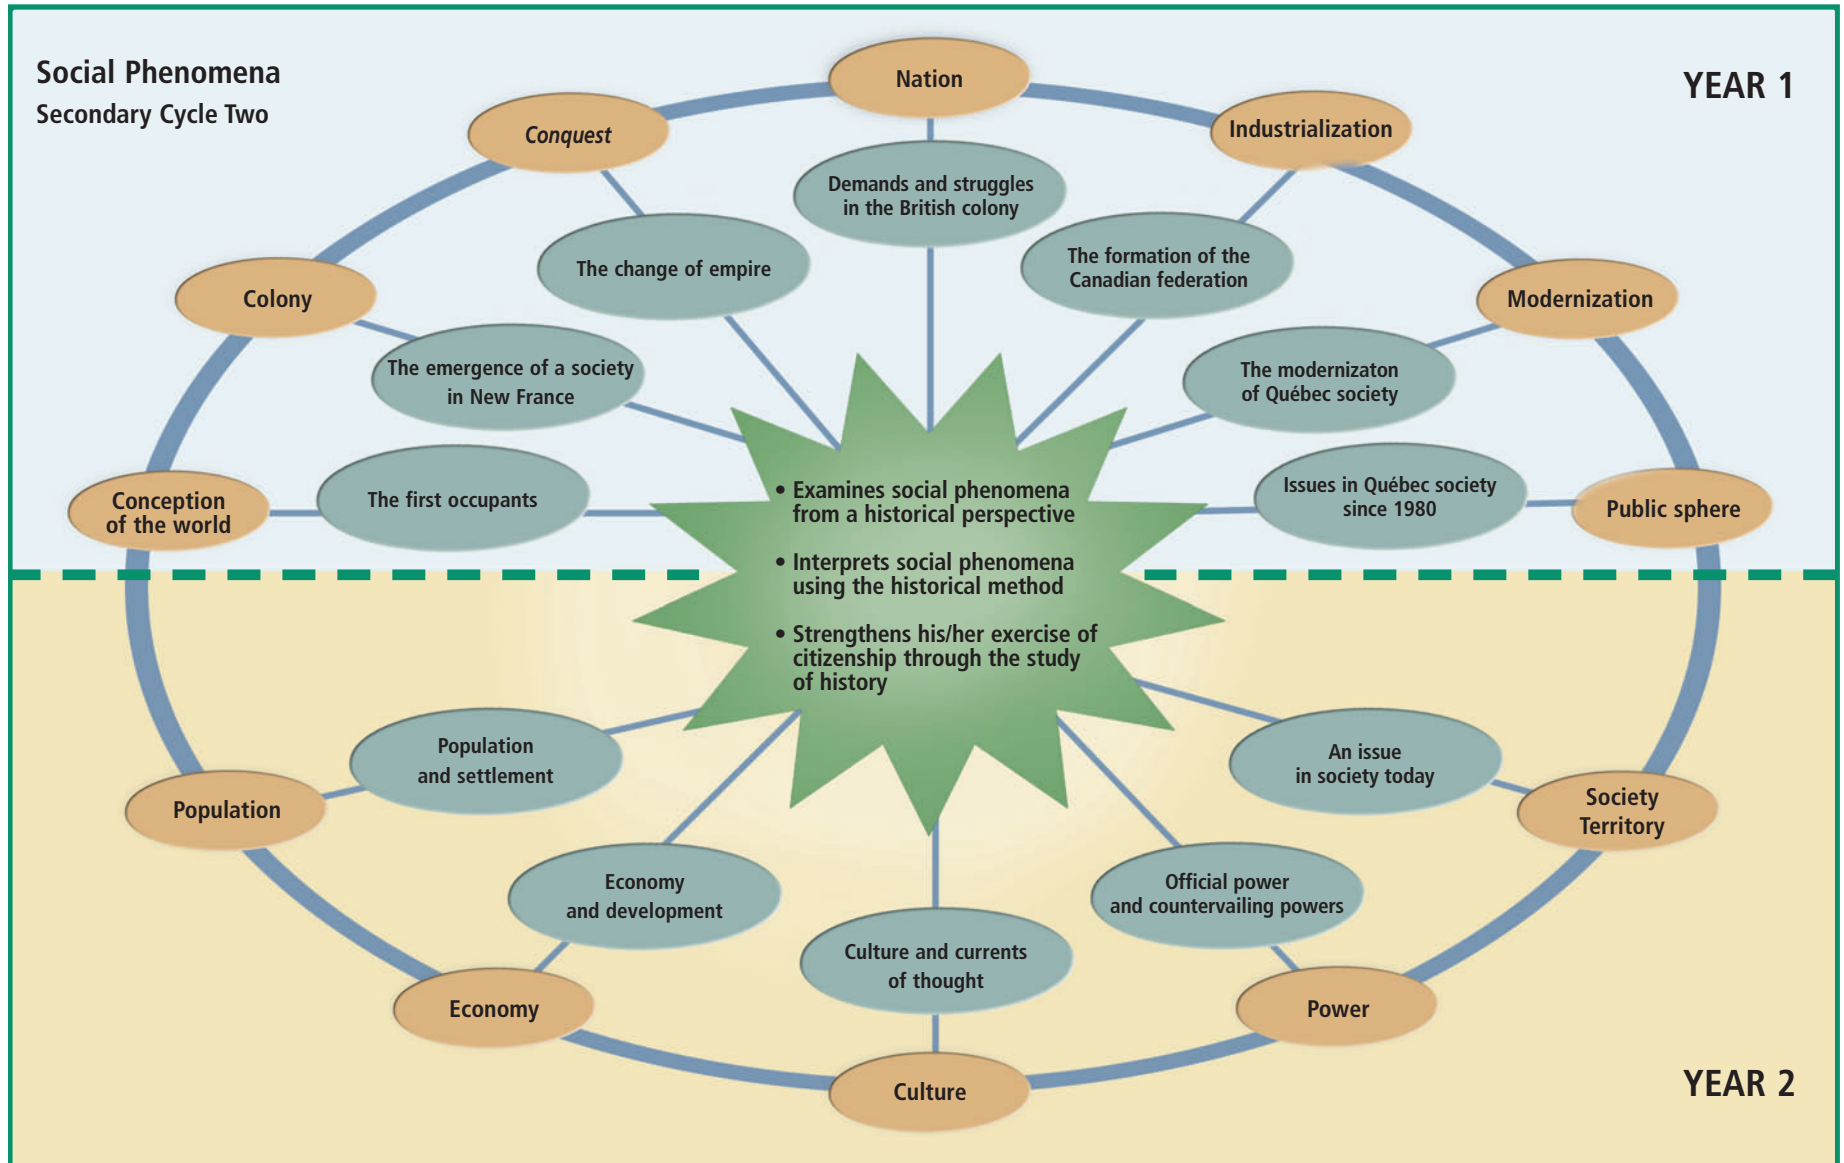 Social Phenomena
Secondary Cycle Two
YEAR 1
Nation
Conquest
Industrialization
Demands and struggles
in the British colony
The change of empire
The formation of the
Canadian federation
Colony
Modernization
The emergence of a society
in New France
The modernizaton
of Québec society
Conception
of the world
The first occupants
Issues in Québec society
since 1980
Public sphere
• Examines social phenomena
from a historical perspective
• Interprets social phenomena
using the historical method
• Strengthens his/her exercise of
citizenship through the study
of history
Population
and settlement
An issue
in society today
Population
Society
Territory
Economy
and development
Official power
and countervailing powers
Culture and currents
of thought
Economy
Power
Culture
YEAR 2